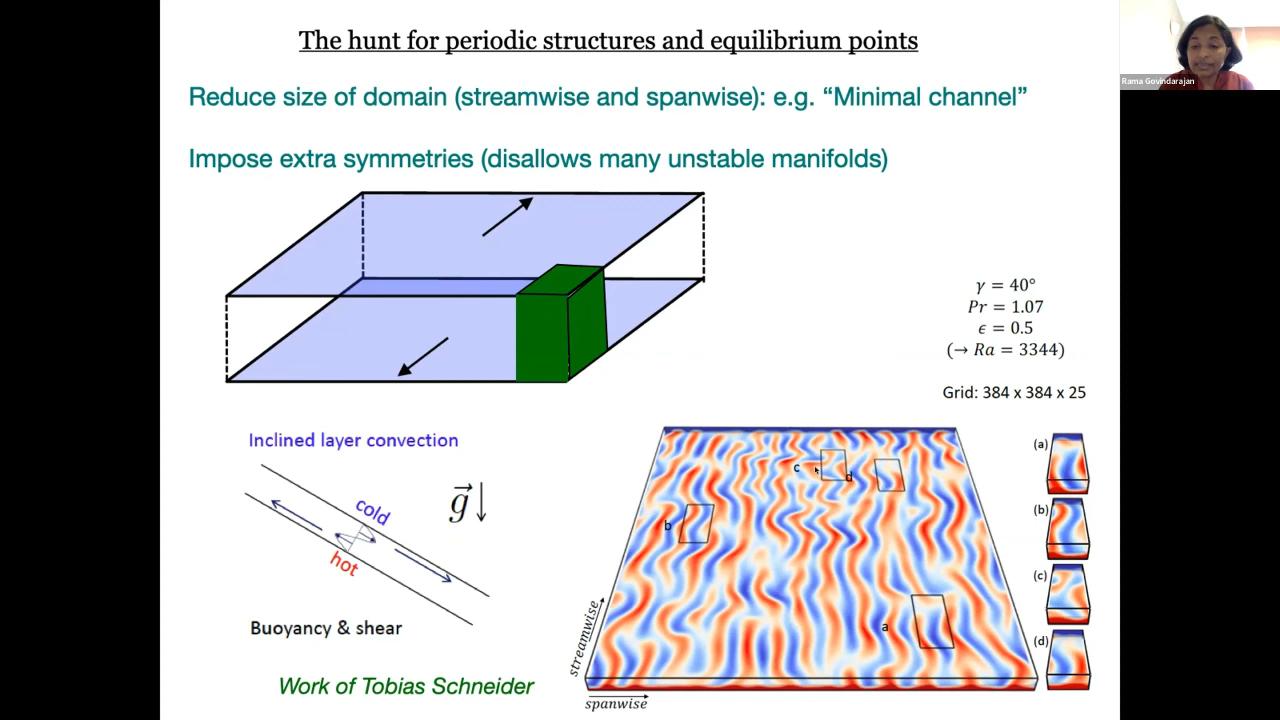 The hunt for periodic structures and equilibrium points
Rama Govindarajan
Reduce size of domain (streamwise and spanwise): e.g. “Minimal channel”
Impose extra symmetries (disallows many unstable manifolds)
γ = 40°
Pr = 1.07
ϵ = 0.5
(→ Ra = 3344)
Grid: 384 x 384 x 25
Inclined layer convection
cold
g⃗↓
hot
Buoyancy & shear
Work of Tobias Schneider
c
d
b
a
streamwise
spanwise
(a)
(b)
(c)
(d)